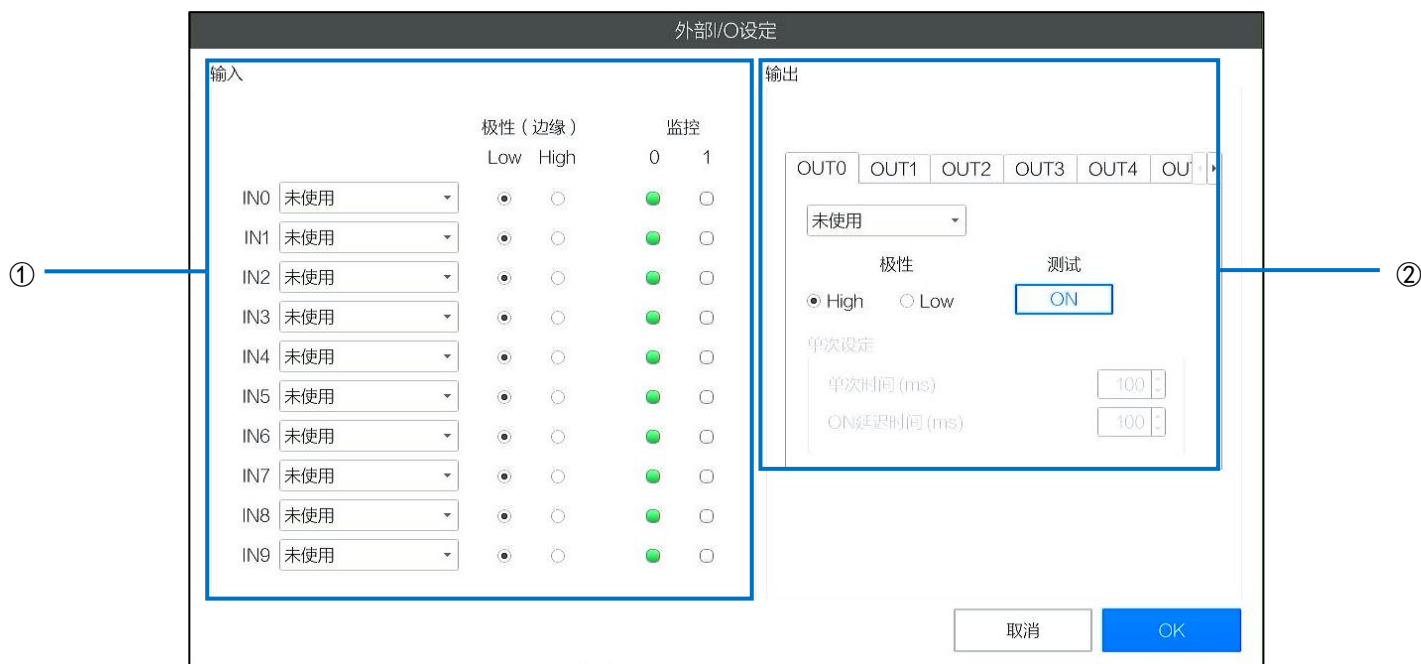 外部I/O设定
输入
极性（边缘） 监控
Low High 0 1
IN0 未使用
IN1 未使用
IN2 未使用
IN3 未使用
IN4 未使用
IN5 未使用
IN6 未使用
IN7 未使用
IN8 未使用
IN9 未使用
①
输出
OUT0 OUT1 OUT2 OUT3 OUT4 OU
未使用
极性 测试
High Low ON
单次设定
单次时间(ms) 100
ON延迟时间(ms) 100
②
取消 OK